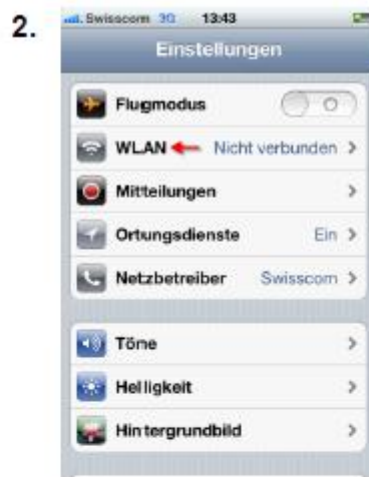 2.
Swisscom 3G 13:43
Einstellungen
Flugmodus
WLAN Nicht verbunden
Mitteilungen
Ortungsdienste Ein
Netzbetreiber Swisscom
Töne
Helligkeit
Hintergrundbild